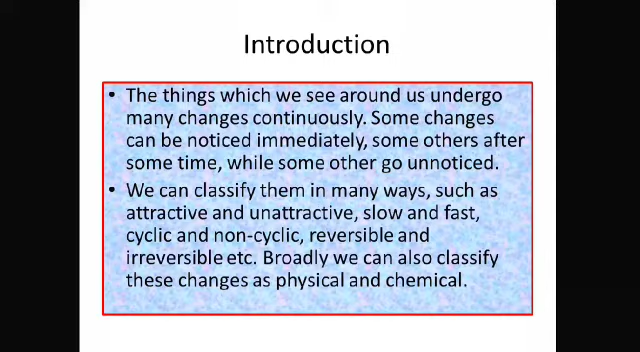 Introduction
• The things which we see around us undergo
many changes continuously. Some changes
can be noticed immediately, some others after
some time, while some other go unnoticed.
• We can classify them in many ways, such as
attractive and unattractive, slow and fast,
cyclic and non-cyclic, reversible and
irreversible etc. Broadly we can also classify
these changes as physical and chemical.